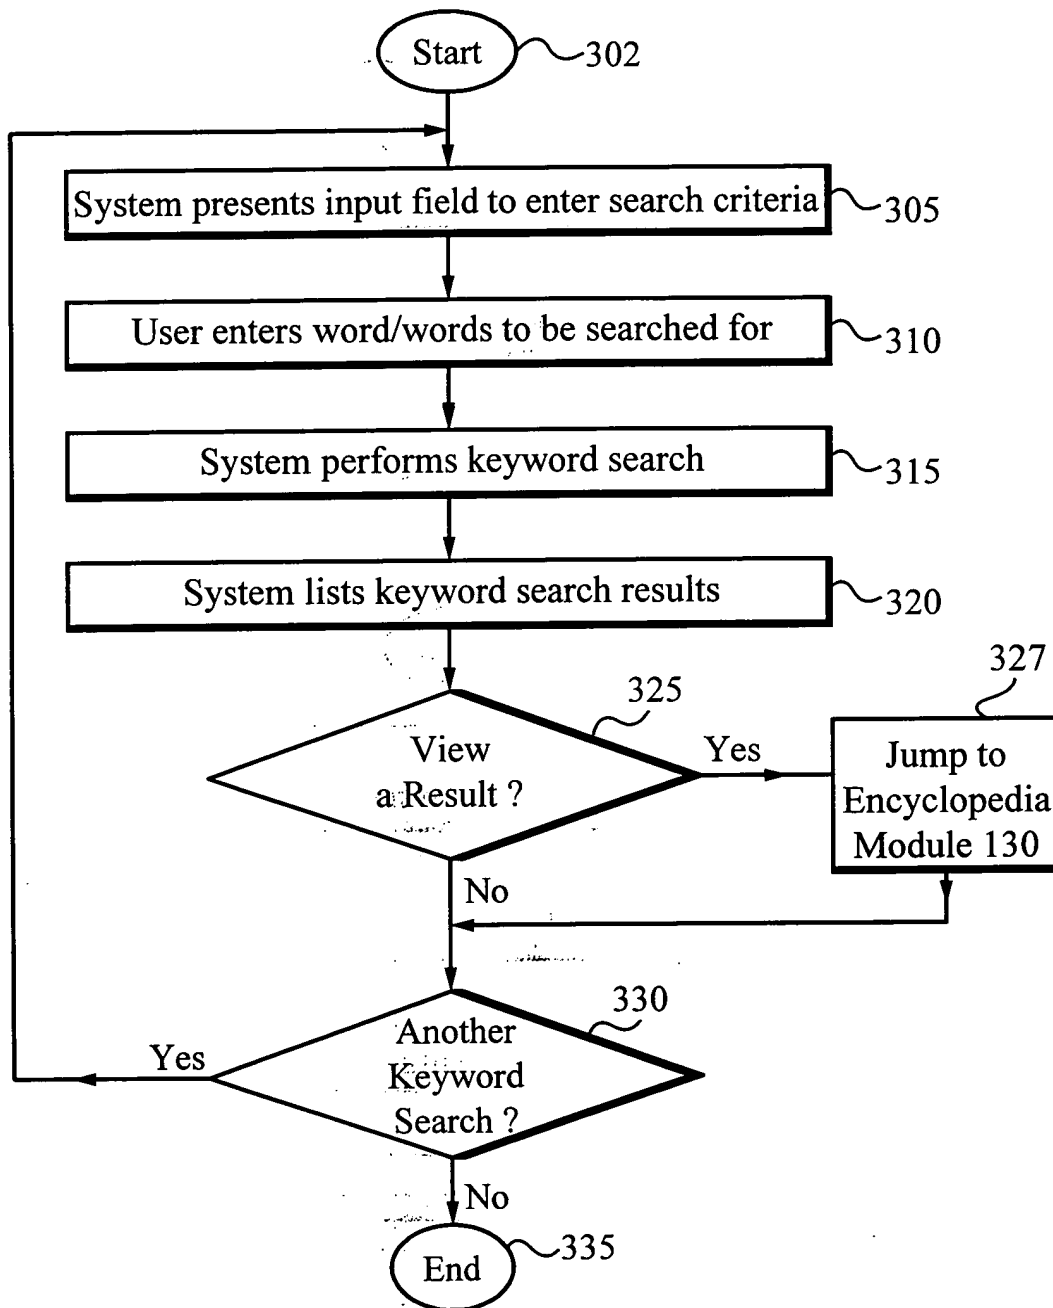 Start
302
System presents input field to enter search criteria
305
User enters word/words to be searched for
310
System performs keyword search
315
System lists keyword search results
320
325
327
View
a Result ?
Yes
Jump to
Encyclopedia
Module 130
No
330
Another
Keyword
Search ?
Yes
No
End
335